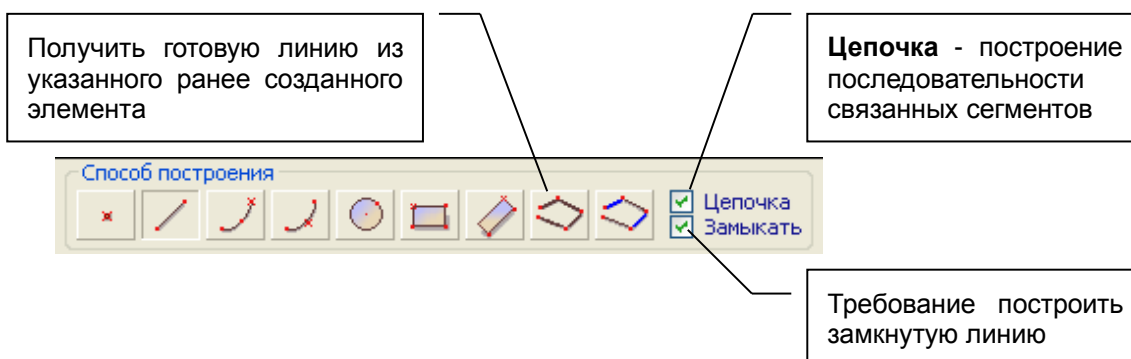 Получить готовую линию из
указанного ранее созданного
элемента
Цепочка - построение
последовательности
связанных сегментов
Способ построения
Цепочка
Замыкать
Требование построить
замкнутую линию